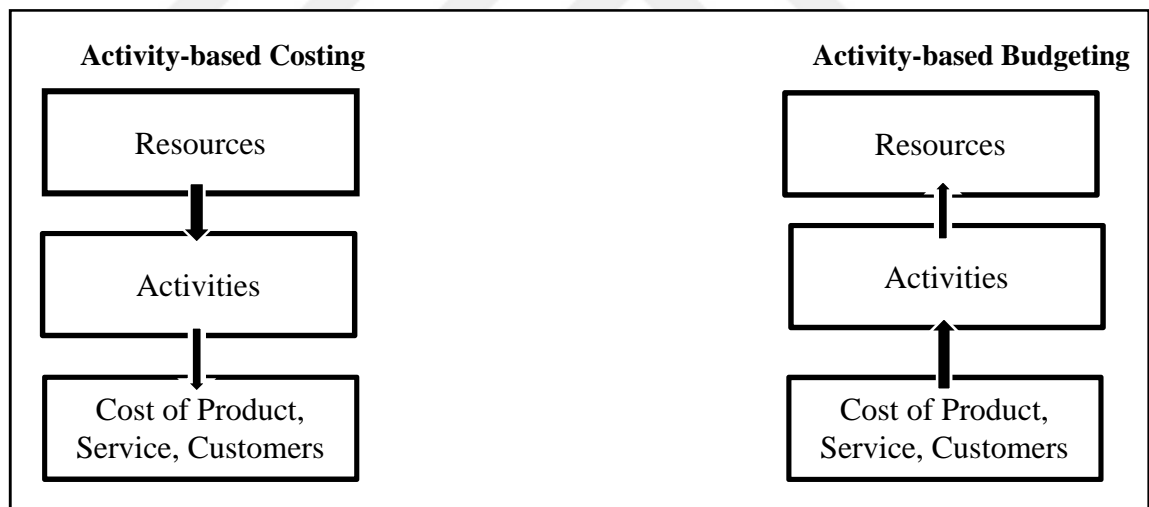 Activity-based Costing
Resources
Activities
Cost of Product,
Service, Customers
Activity-based Budgeting
Resources
Activities
Cost of Product,
Service, Customers